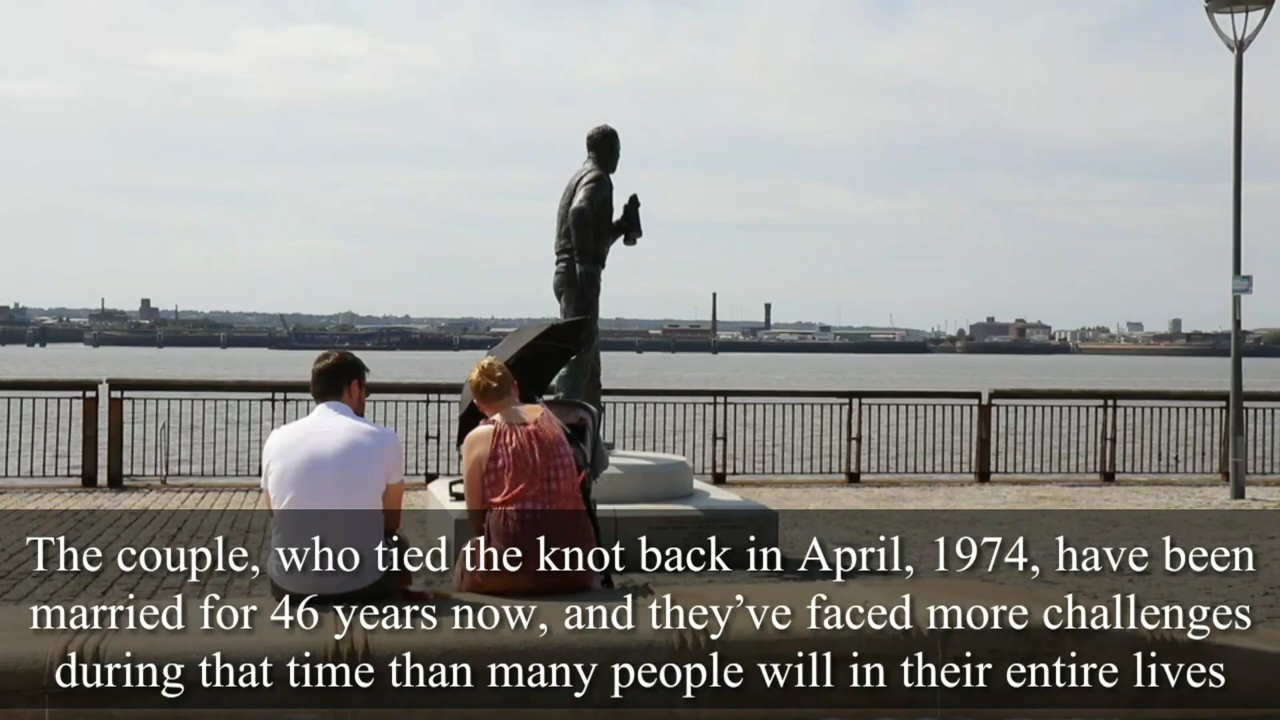 The couple, who tied the knot back in April, 1974, have been
married for 46 years now, and they’ve faced more challenges
during that time than many people will in their entire lives